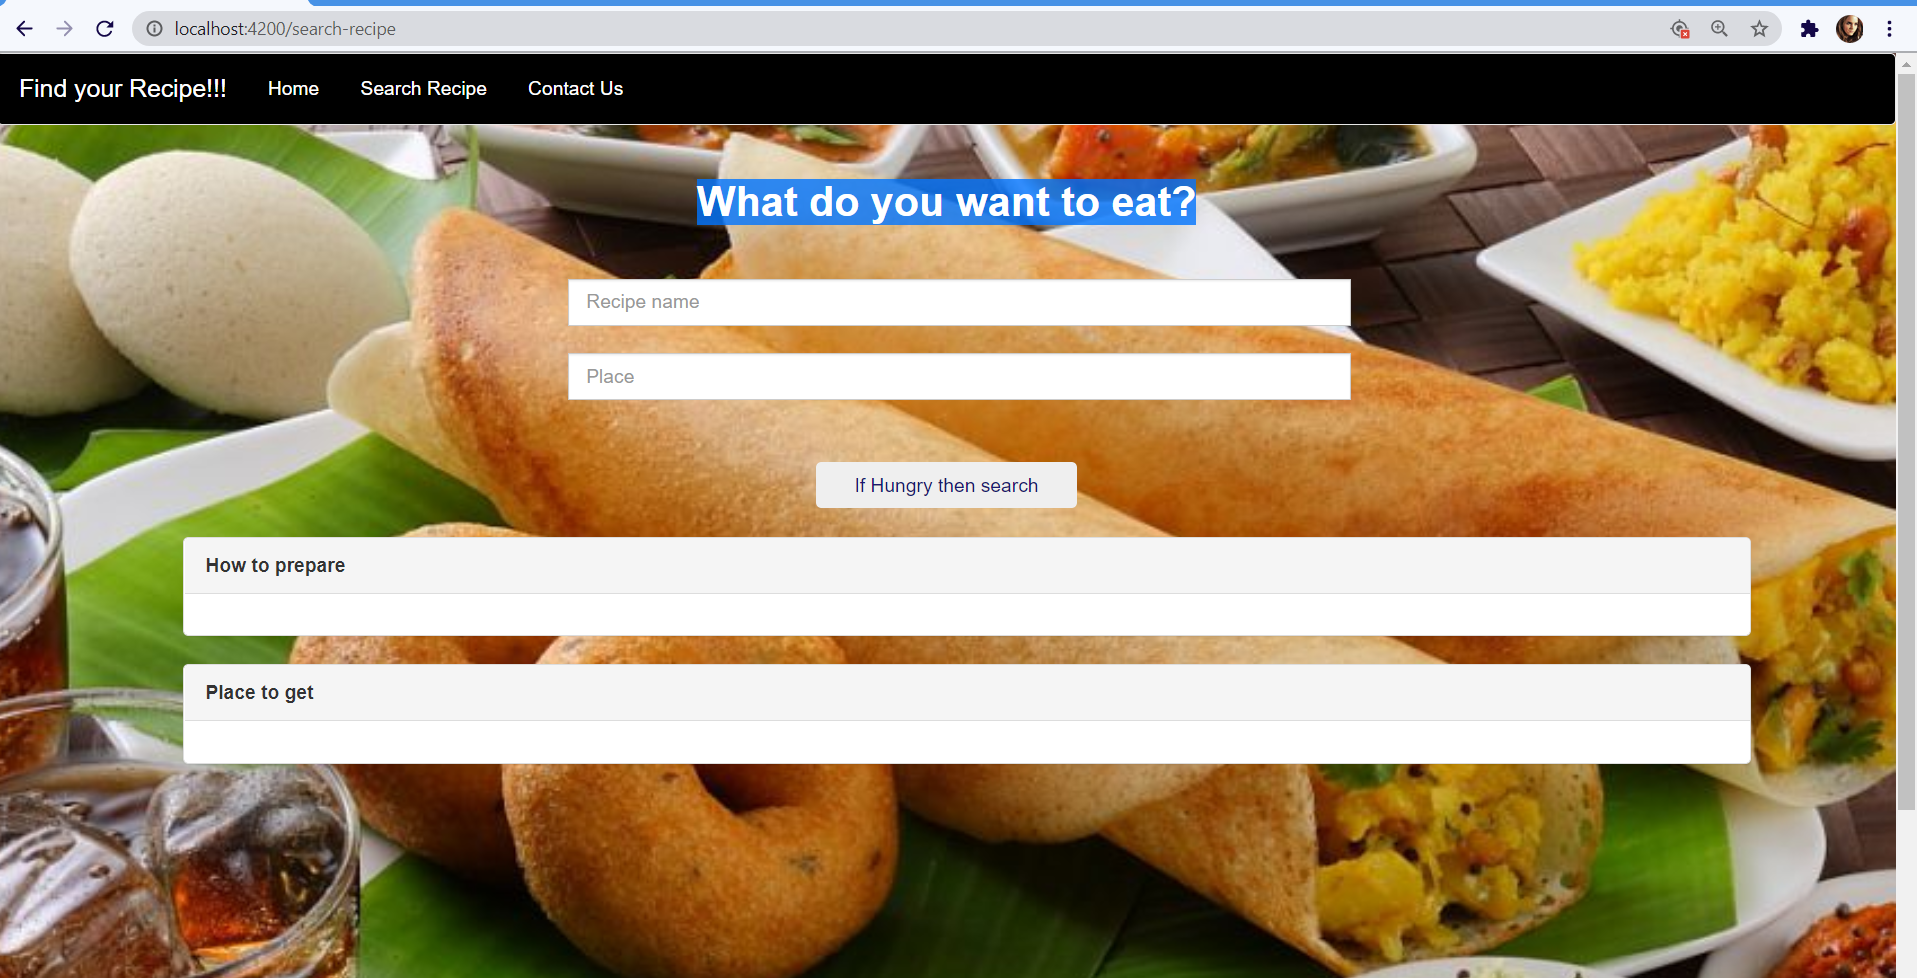 localhost:4200/search-recipe
Find your Recipe!!! Home Search Recipe Contact Us
What do you want to eat?
Recipe name
Place
If Hungry then search
How to prepare
Place to get